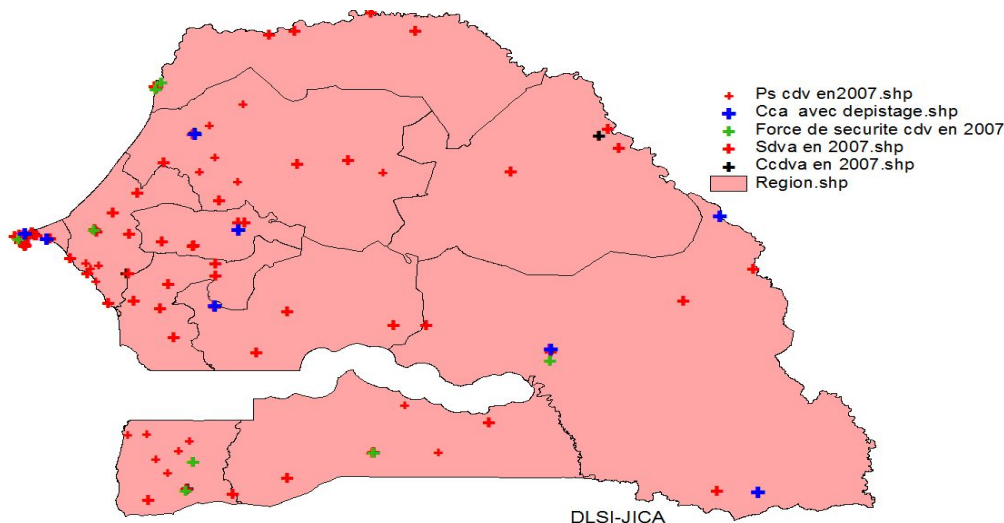 Ps cdv en2007.shp
Cca avec depistage.shp
Force de securite cdv en 2007
Sdva en 2007.shp
Ccdva en 2007.shp
Region.shp
DLSI-JICA